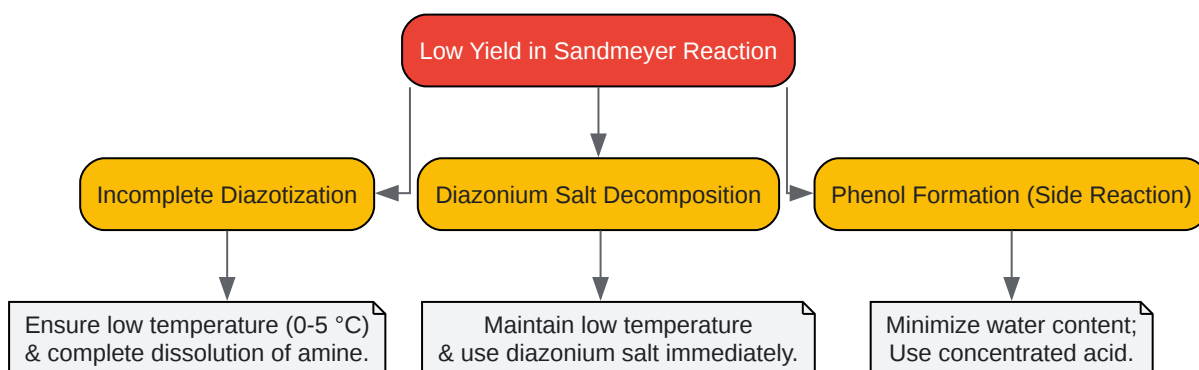 Low Yield in Sandmeyer Reaction
Incomplete Diazotization
Diazonium Salt Decomposition
Phenol Formation (Side Reaction)
Ensure low temperature (0-5 °C)
& complete dissolution of amine.
Maintain low temperature
& use diazonium salt immediately.
Minimize water content;
Use concentrated acid.